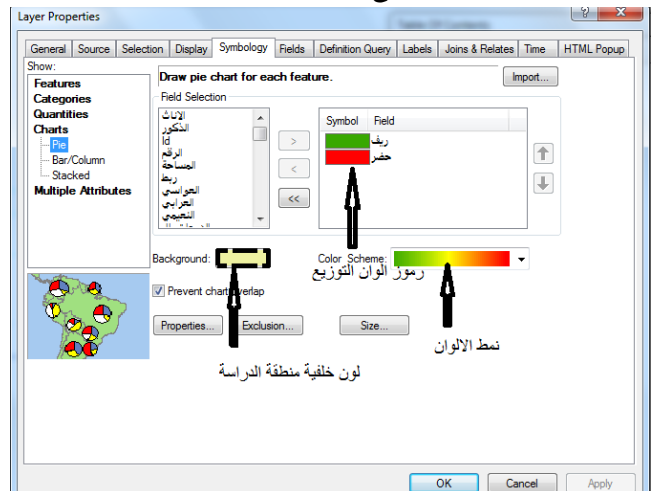 Layer Properties
General Source Selection Display Symbology Fields Definition Query Labels Joins & Relates Time HTML Popup
Show:
Features
Categories
Quantities
Charts
Pie
Bar/Column
Stacked
Multiple Attributes
Draw pie chart for each feature.
Import...
Field Selection
الإناث
الذكور
Id
الرقم
المساحة
ربط
العواسي
العرابي
النعيمي
>
<
<<
Symbol Field
ريف
حضر
Background:
Color Scheme:
رموز الوان التوزيع
Prevent chart overlap
Properties... Exclusion... Size...
نمط الالوان
لون خلفية منطقة الدراسة
OK Cancel Apply